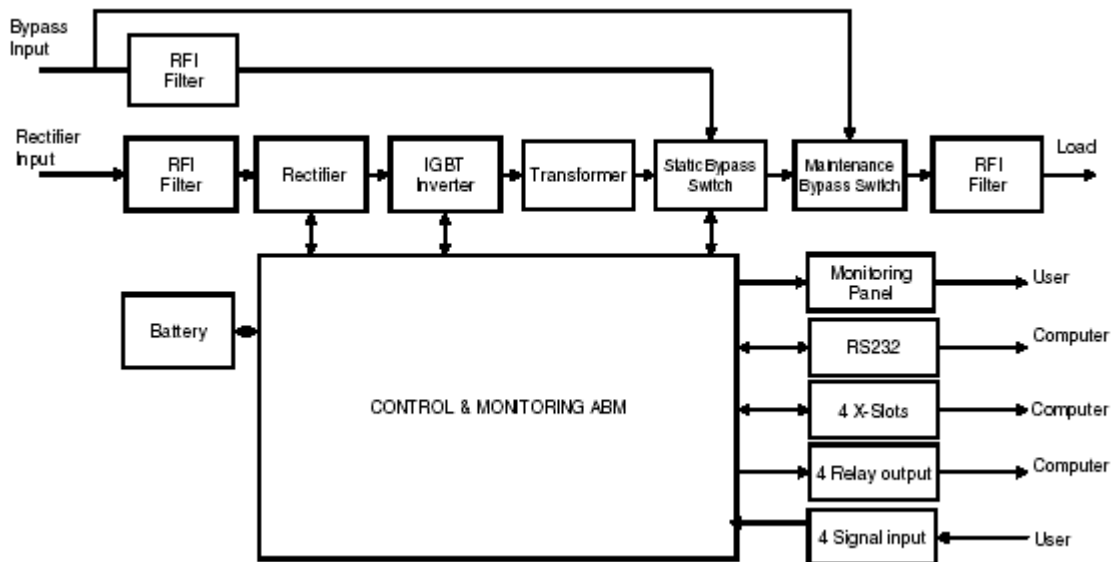 Bypass
Input
RFI
Filter
Rectifier
Input
RFI
Filter
Rectifier
IGBT
Inverter
Transformer
Static Bypass
Switch
Maintenance
Bypass Switch
RFI
Filter
Load
Battery
CONTROL & MONITORING ABM
Monitoring
Panel
User
RS232
Computer
4 X-Slots
Computer
4 Relay output
Computer
4 Signal input
User